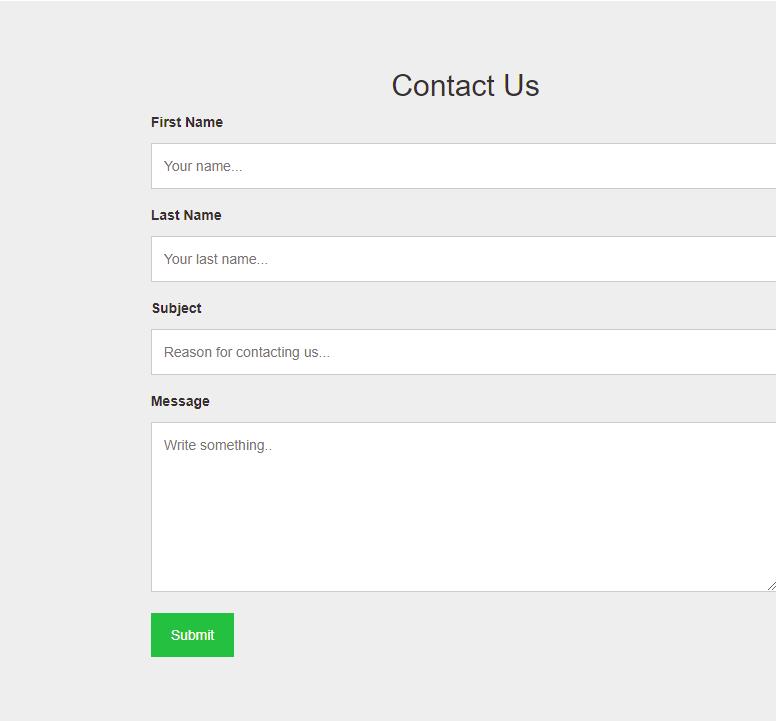 Contact Us
First Name
Your name...
Last Name
Your last name...
Subject
Reason for contacting us...
Message
Write something..
Submit